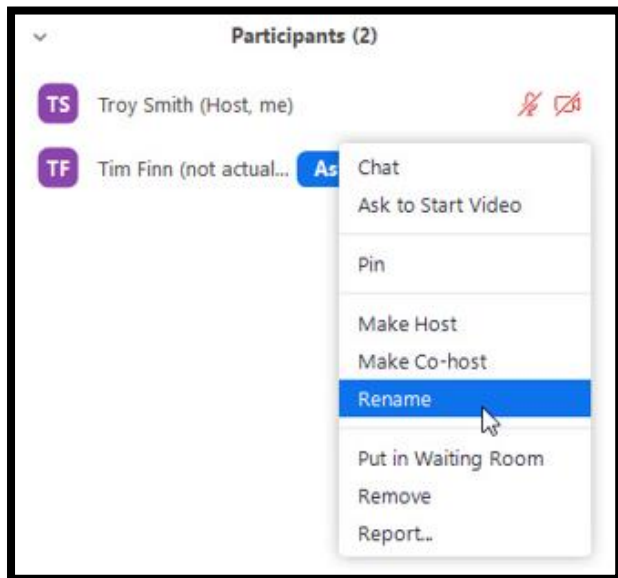 Participants (2)
TS Troy Smith (Host, me)
TF Tim Finn (not actual... As
Chat
Ask to Start Video
Pin
Make Host
Make Co-host
Rename
Put in Waiting Room
Remove
Report...